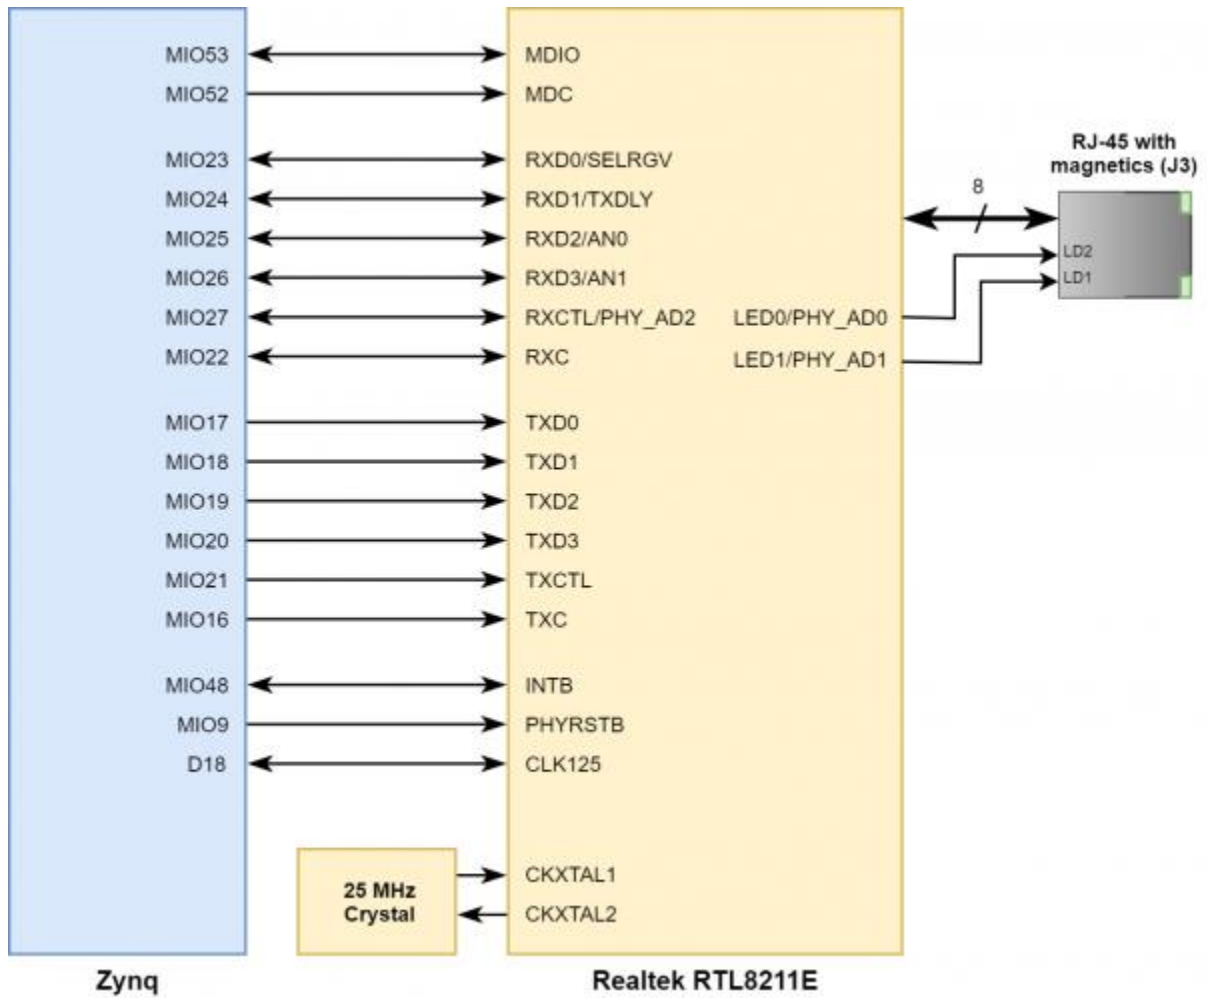 MIO53 MDIO
MIO52 MDC
RJ-45 with
magnetics (J3)
MIO23 RXD0/SELRGV
8
MIO24 RXD1/TXDLY
MIO25 RXD2/AN0
LD2
MIO26 RXD3/AN1
LD1
MIO27 RXCTL/PHY_AD2 LED0/PHY_AD0
MIO22 RXC LED1/PHY_AD1
MIO17 TXD0
MIO18 TXD1
MIO19 TXD2
MIO20 TXD3
MIO21 TXCTL
MIO16 TXC
MIO48 INTB
MIO9 PHYRSTB
D18 CLK125
25 MHz
Crystal
CKXTAL1
CKXTAL2
Zynq Realtek RTL8211E